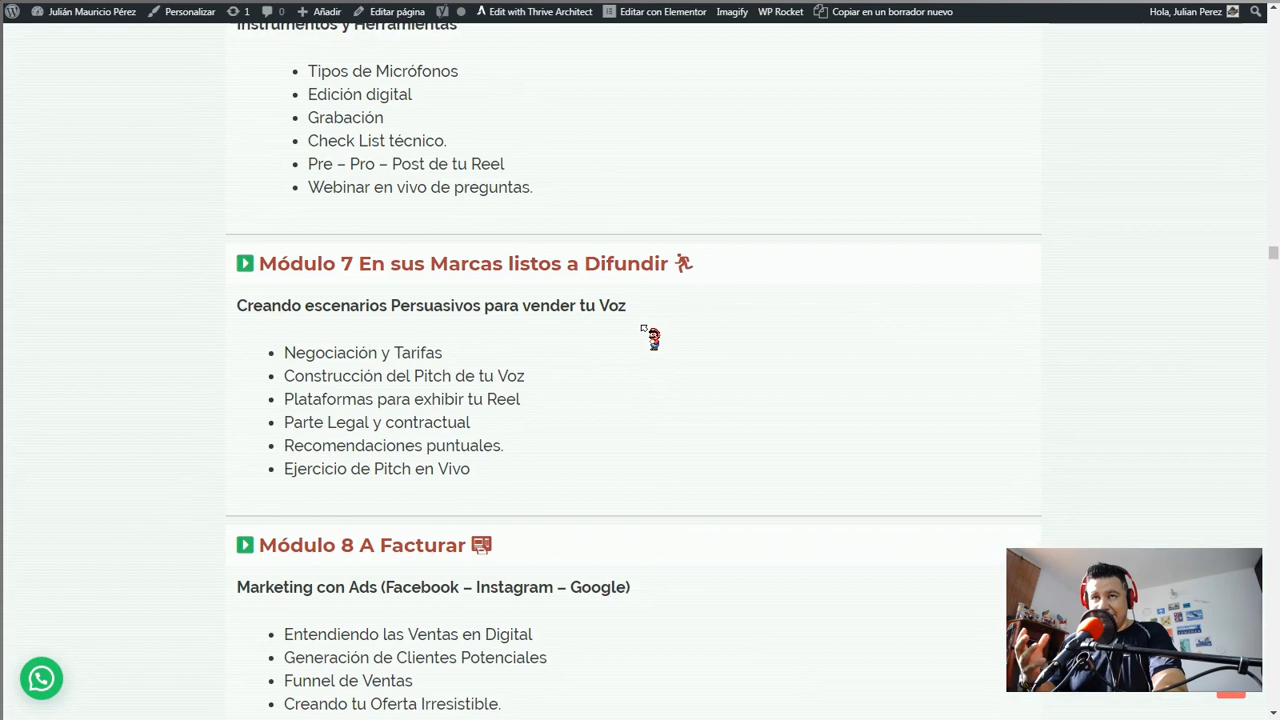 Julián Mauricio Pérez Personalizar 1 0 Añadir Editar página Edit with Thrive Architect Editar con Elementor Imagify WP Rocket Copiar en un borrador nuevo Hola, Julian Perez
Instrumentos y Herramientas
Tipos de Micrófonos
Edición digital
Grabación
Check List técnico.
Pre – Pro – Post de tu Reel
Webinar en vivo de preguntas.
Módulo 7 En sus Marcas listos a Difundir
Creando escenarios Persuasivos para vender tu Voz
Negociación y Tarifas
Construcción del Pitch de tu Voz
Plataformas para exhibir tu Reel
Parte Legal y contractual
Recomendaciones puntuales.
Ejercicio de Pitch en Vivo
Módulo 8 A Facturar
Marketing con Ads (Facebook – Instagram – Google)
Entendiendo las Ventas en Digital
Generación de Clientes Potenciales
Funnel de Ventas
Creando tu Oferta Irresistible.